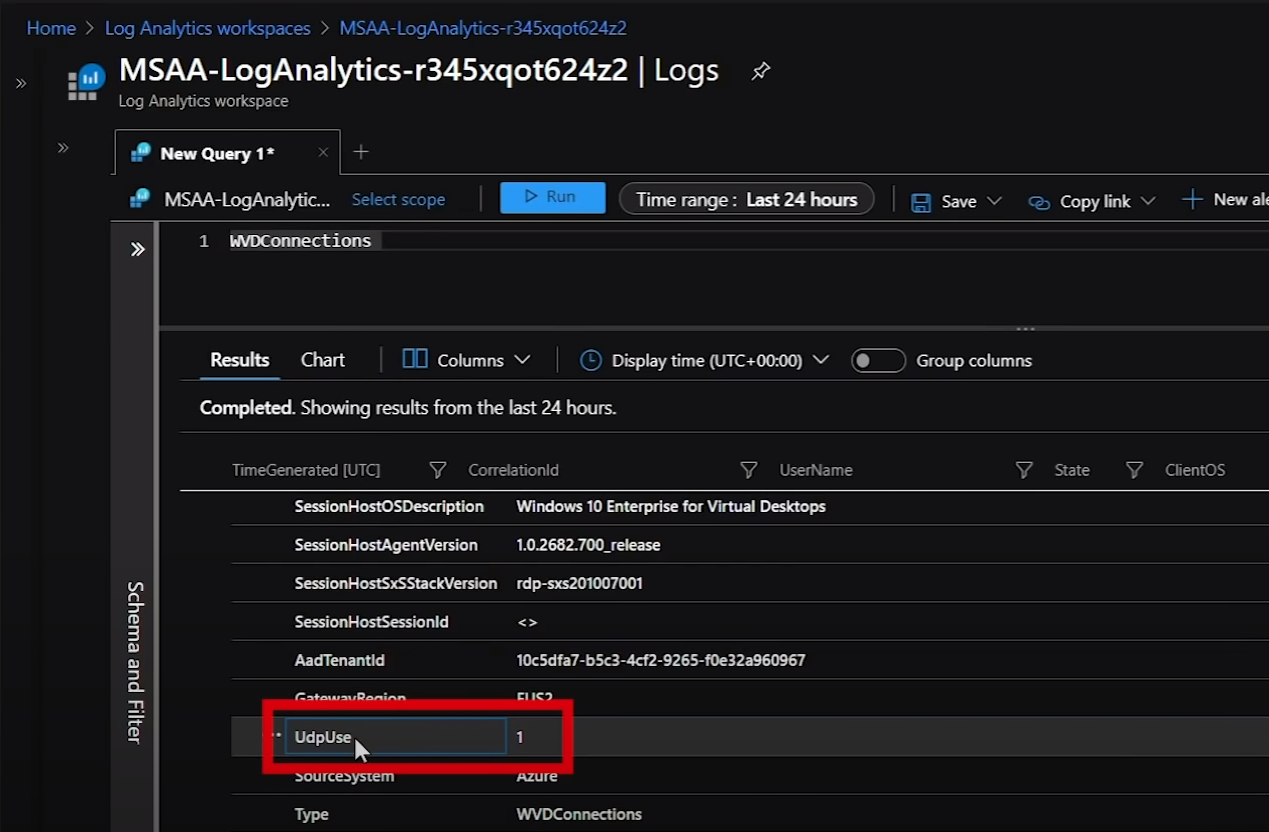 Home > Log Analytics workspaces > MSAA-LogAnalytics-r345xqot624z2
MSAA-LogAnalytics-r345xqot624z2 | Logs
Log Analytics workspace
New Query 1*
MSAA-LogAnalytic... Select scope Run Time range : Last 24 hours Save Copy link New ale
1 WVDConnections
Results Chart Columns Display time (UTC+00:00) Group columns
Completed. Showing results from the last 24 hours.
TimeGenerated [UTC] CorrelationId UserName State ClientOS
SessionHostOSDescription Windows 10 Enterprise for Virtual Desktops
SessionHostAgentVersion 1.0.2682.700_release
SessionHostSxSStackVersion rdp-sxs201007001
SessionHostSessionId <>
AadTenantId 10c5dfa7-b5c3-4cf2-9265-f0e32a960967
GatewayRegion EUS2
UdpUse 1
SourceSystem Azure
Type WVDConnections
Schema and Filter